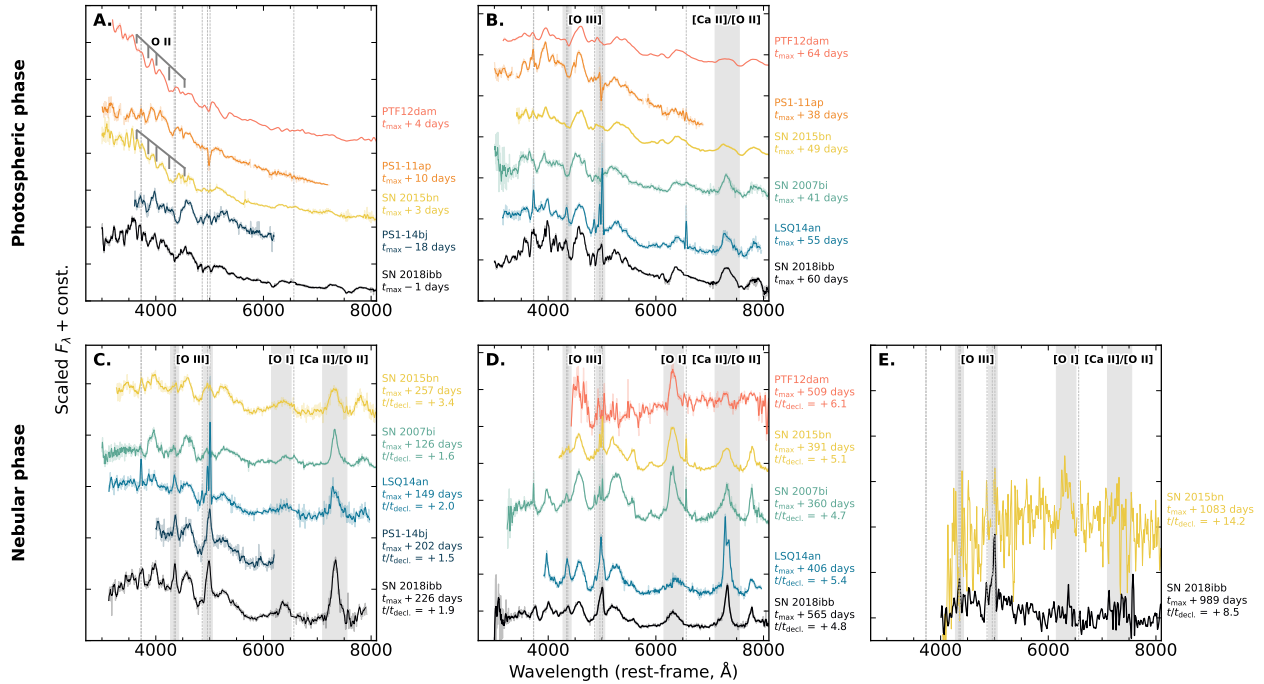 Photospheric phase
Nebular phase
Scaled Fλ + const.
A.
O II
PTF12dam
tmax + 4 days
PS1-11ap
tmax + 10 days
SN 2015bn
tmax + 3 days
PS1-14bj
tmax − 18 days
SN 2018ibb
tmax − 1 days
4000 6000 8000
B.
[O III] [Ca II]/[O II]
PTF12dam
tmax + 64 days
PS1-11ap
tmax + 38 days
SN 2015bn
tmax + 49 days
SN 2007bi
tmax + 41 days
LSQ14an
tmax + 55 days
SN 2018ibb
tmax + 60 days
4000 6000 8000
C.
[O III] [O I] [Ca II]/[O II]
SN 2015bn
tmax + 257 days
t/tdecl. = + 3.4
SN 2007bi
tmax + 126 days
t/tdecl. = + 1.6
LSQ14an
tmax + 149 days
t/tdecl. = + 2.0
PS1-14bj
tmax + 202 days
t/tdecl. = + 1.5
SN 2018ibb
tmax + 226 days
t/tdecl. = + 1.9
4000 6000 8000
D.
[O III] [O I] [Ca II]/[O II]
PTF12dam
tmax + 509 days
t/tdecl. = + 6.1
SN 2015bn
tmax + 391 days
t/tdecl. = + 5.1
SN 2007bi
tmax + 360 days
t/tdecl. = + 4.7
LSQ14an
tmax + 406 days
t/tdecl. = + 5.4
SN 2018ibb
tmax + 565 days
t/tdecl. = + 4.8
4000 6000 8000
E.
[O III] [O I] [Ca II]/[O II]
SN 2015bn
tmax + 1083 days
t/tdecl. = + 14.2
SN 2018ibb
tmax + 989 days
t/tdecl. = + 8.5
4000 6000 8000
Wavelength (rest-frame, Å)